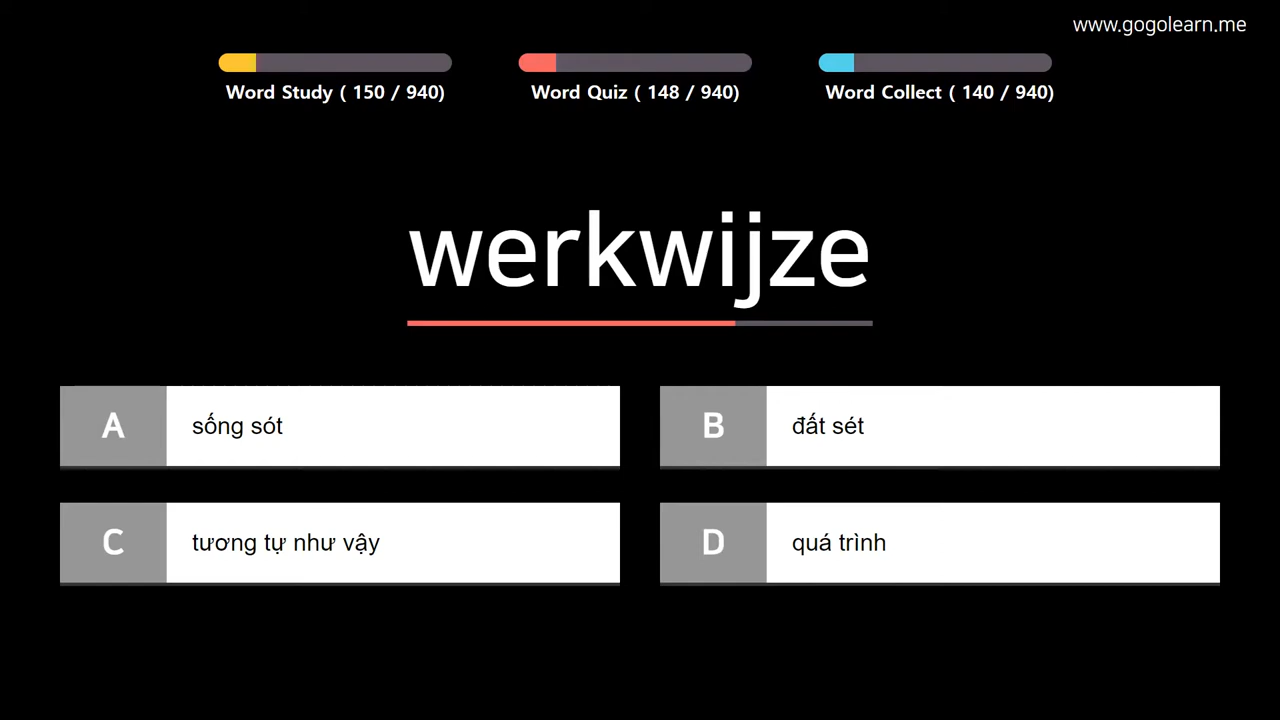 www.gogolearn.me
Word Study ( 150 / 940)
Word Quiz ( 148 / 940)
Word Collect ( 140 / 940)
werkwijze
A sống sót
B đất sét
C tương tự như vậy
D quá trình